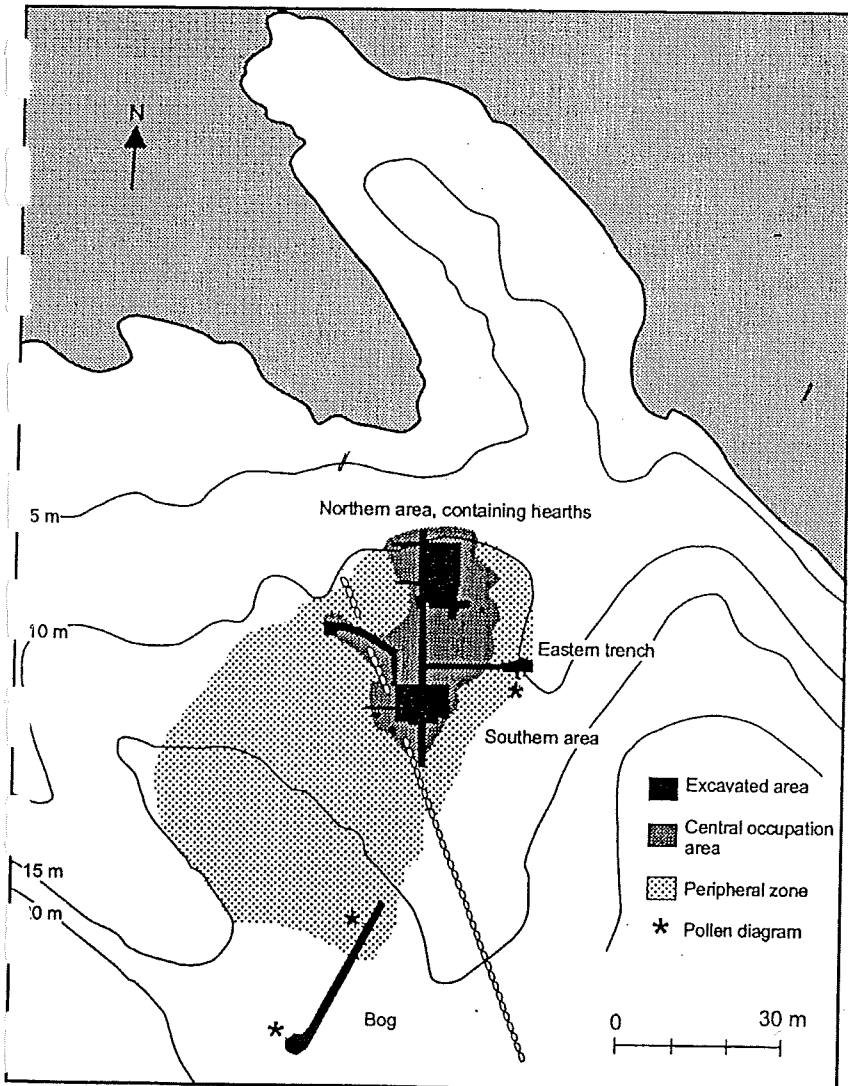 N
Northern area, containing hearths
5 m
10 m
Eastern trench
Southern area
Excavated area
Central occupation
area
Peripheral zone
Pollen diagram
15 m
0 m
Bog
0 30 m